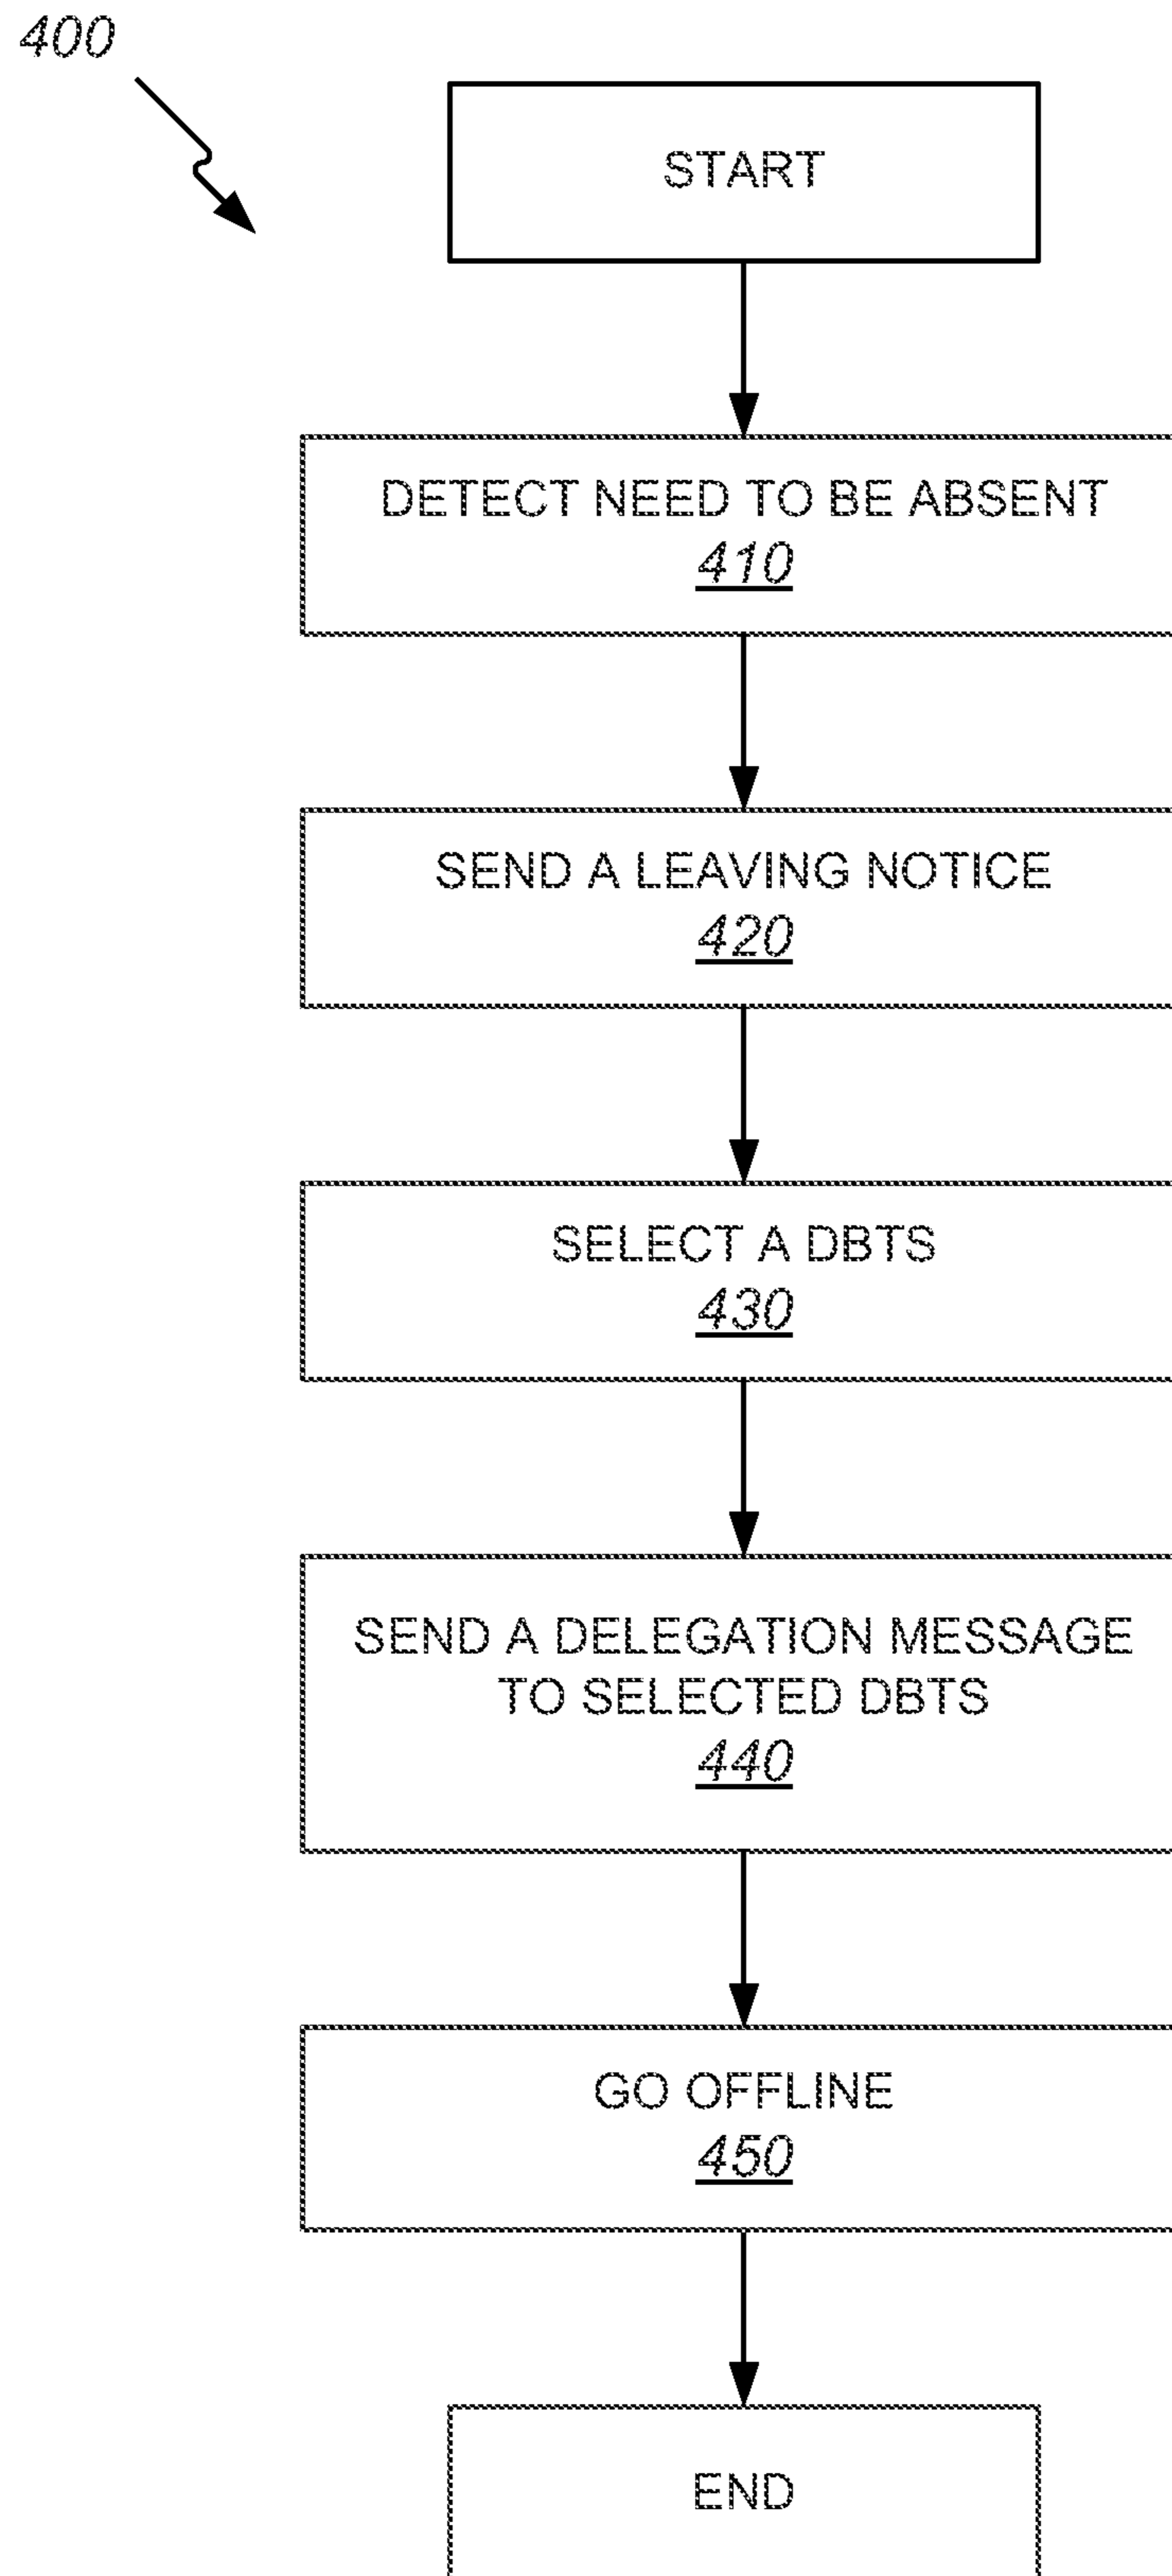 400
START
DETECT NEED TO BE ABSENT
410
SEND A LEAVING NOTICE
420
SELECT A DBTS
430
SEND A DELEGATION MESSAGE
TO SELECTED DBTS
440
GO OFFLINE
450
END